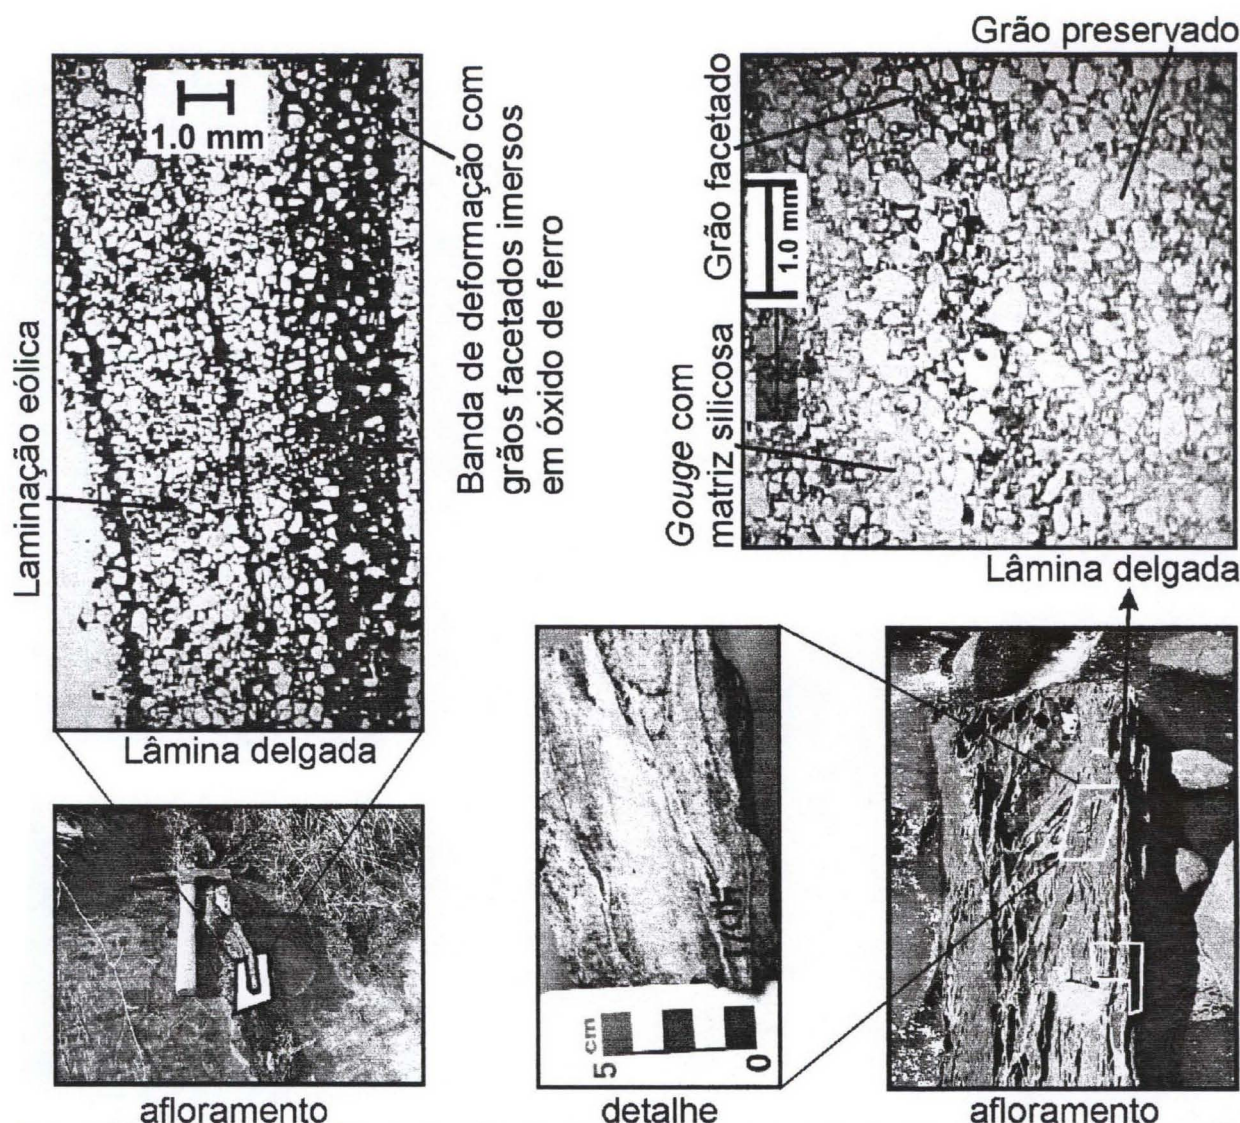 Grão preservado
1.0 mm
Laminação eólica
Banda de deformação com
grãos facetados imersos
em óxido de ferro
Grão facetado
1.0 mm
Gouge com
matriz silicosa
Lâmina delgada
Lâmina delgada
5 cm 0
afloramento
detalhe
afloramento